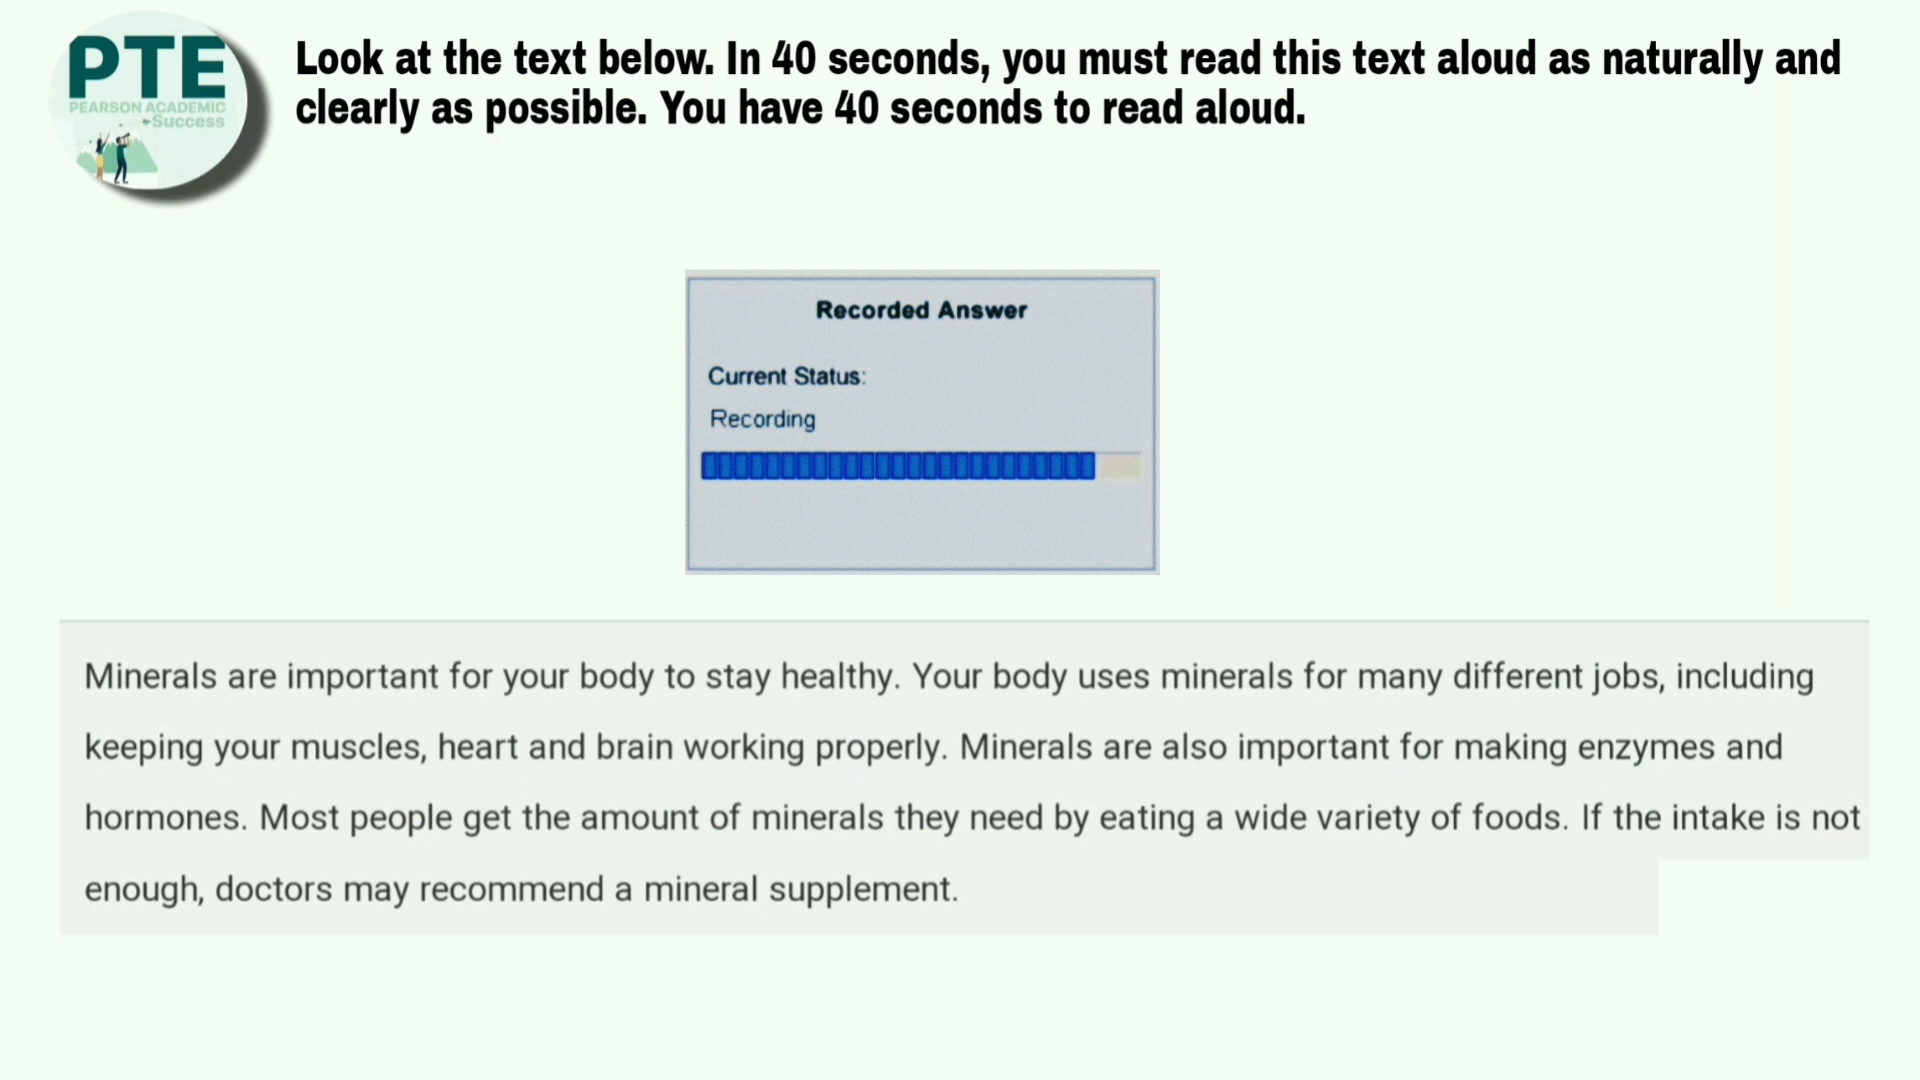 PTE
PEARSON ACADEMIC
Success
Look at the text below. In 40 seconds, you must read this text aloud as naturally and
clearly as possible. You have 40 seconds to read aloud.
Recorded Answer
Current Status:
Recording
Minerals are important for your body to stay healthy. Your body uses minerals for many different jobs, including
keeping your muscles, heart and brain working properly. Minerals are also important for making enzymes and
hormones. Most people get the amount of minerals they need by eating a wide variety of foods. If the intake is not
enough, doctors may recommend a mineral supplement.